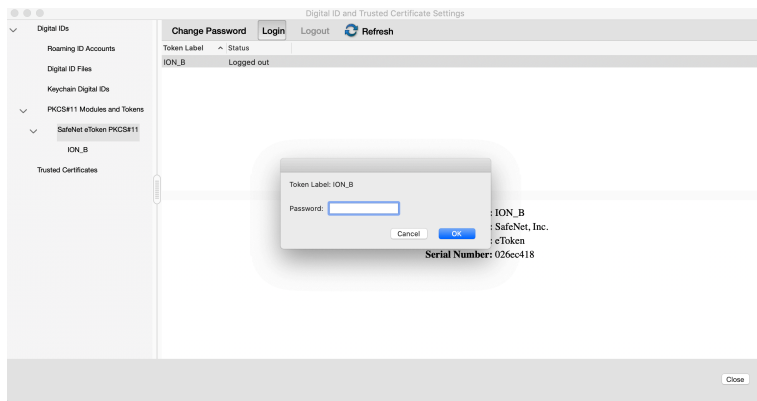 Digital ID and Trusted Certificate Settings
Digital IDs
Roaming ID Accounts
Digital ID Files
Keychain Digital IDs
PKCS#11 Modules and Tokens
SafeNet eToken PKCS#11
ION_B
Trusted Certificates
Change Password Login Logout Refresh
Token Label Status
ION_B Logged out
Token Label: ION_B
Password:
Cancel OK
: ION_B
: SafeNet, Inc.
: eToken
Serial Number: 026ec418
Close